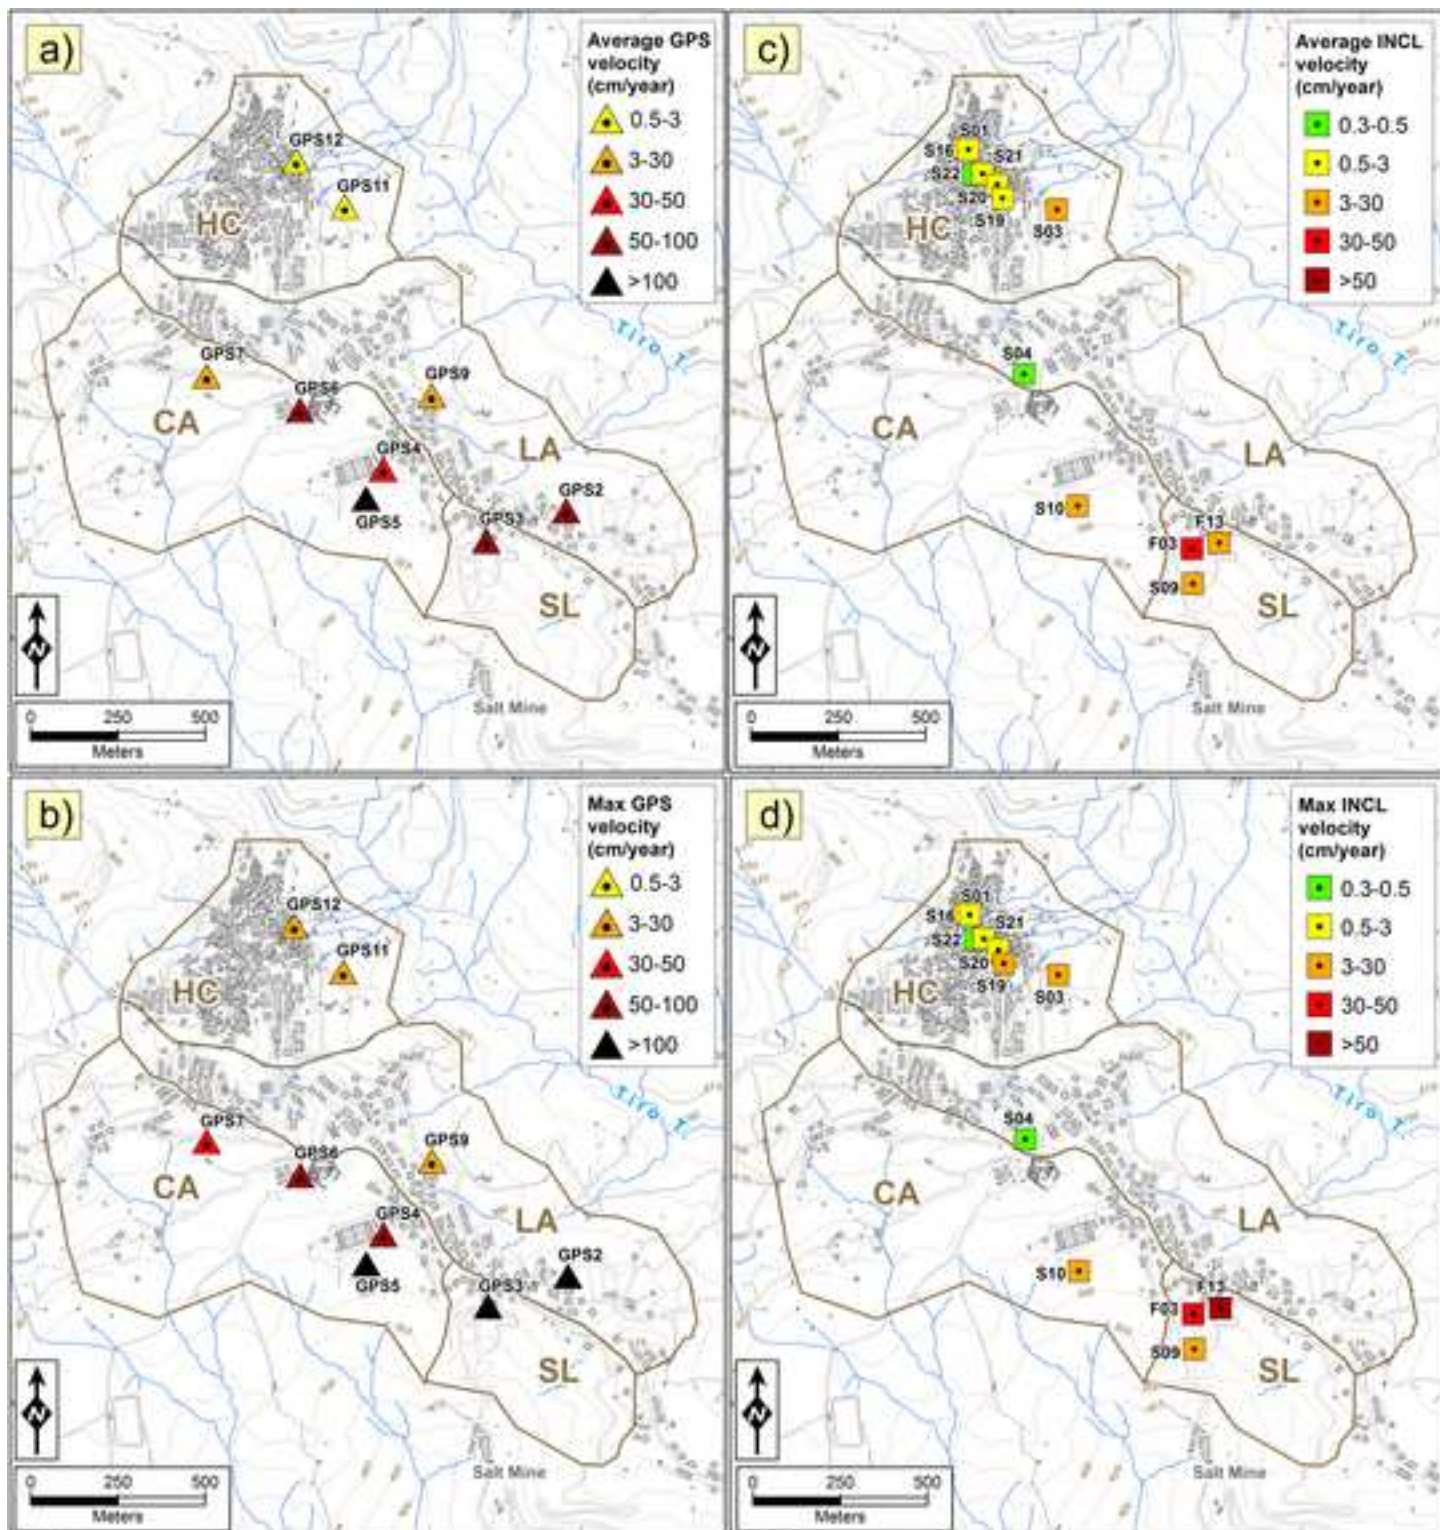 a)
Average GPS
velocity
(cm/year)
0.5-3
3-30
30-50
50-100
>100
GPS12
GPS11
HC
GPS7
GPS6
GPS9
CA
GPS4
LA
GPS5
GPS3
GPS2
SL
Tiro T.
N
Salt Mine
0 250 500
Meters
c)
Average INCL
velocity
(cm/year)
0.3-0.5
0.5-3
3-30
30-50
>50
S01
S16
S21
S22
S20
S19
S03
HC
S04
CA
LA
S10
F13
F03
S09
SL
Tiro T.
N
Salt Mine
0 250 500
Meters
b)
Max GPS
velocity
(cm/year)
0.5-3
3-30
30-50
50-100
>100
GPS12
GPS11
HC
GPS7
GPS6
GPS9
CA
GPS4
LA
GPS5
GPS3
GPS2
SL
Tiro T.
N
Salt Mine
0 250 500
Meters
d)
Max INCL
velocity
(cm/year)
0.3-0.5
0.5-3
3-30
30-50
>50
S01
S16
S21
S22
S20
S19
S03
HC
S04
CA
LA
S10
F13
F03
S09
SL
Tiro T.
N
Salt Mine
0 250 500
Meters